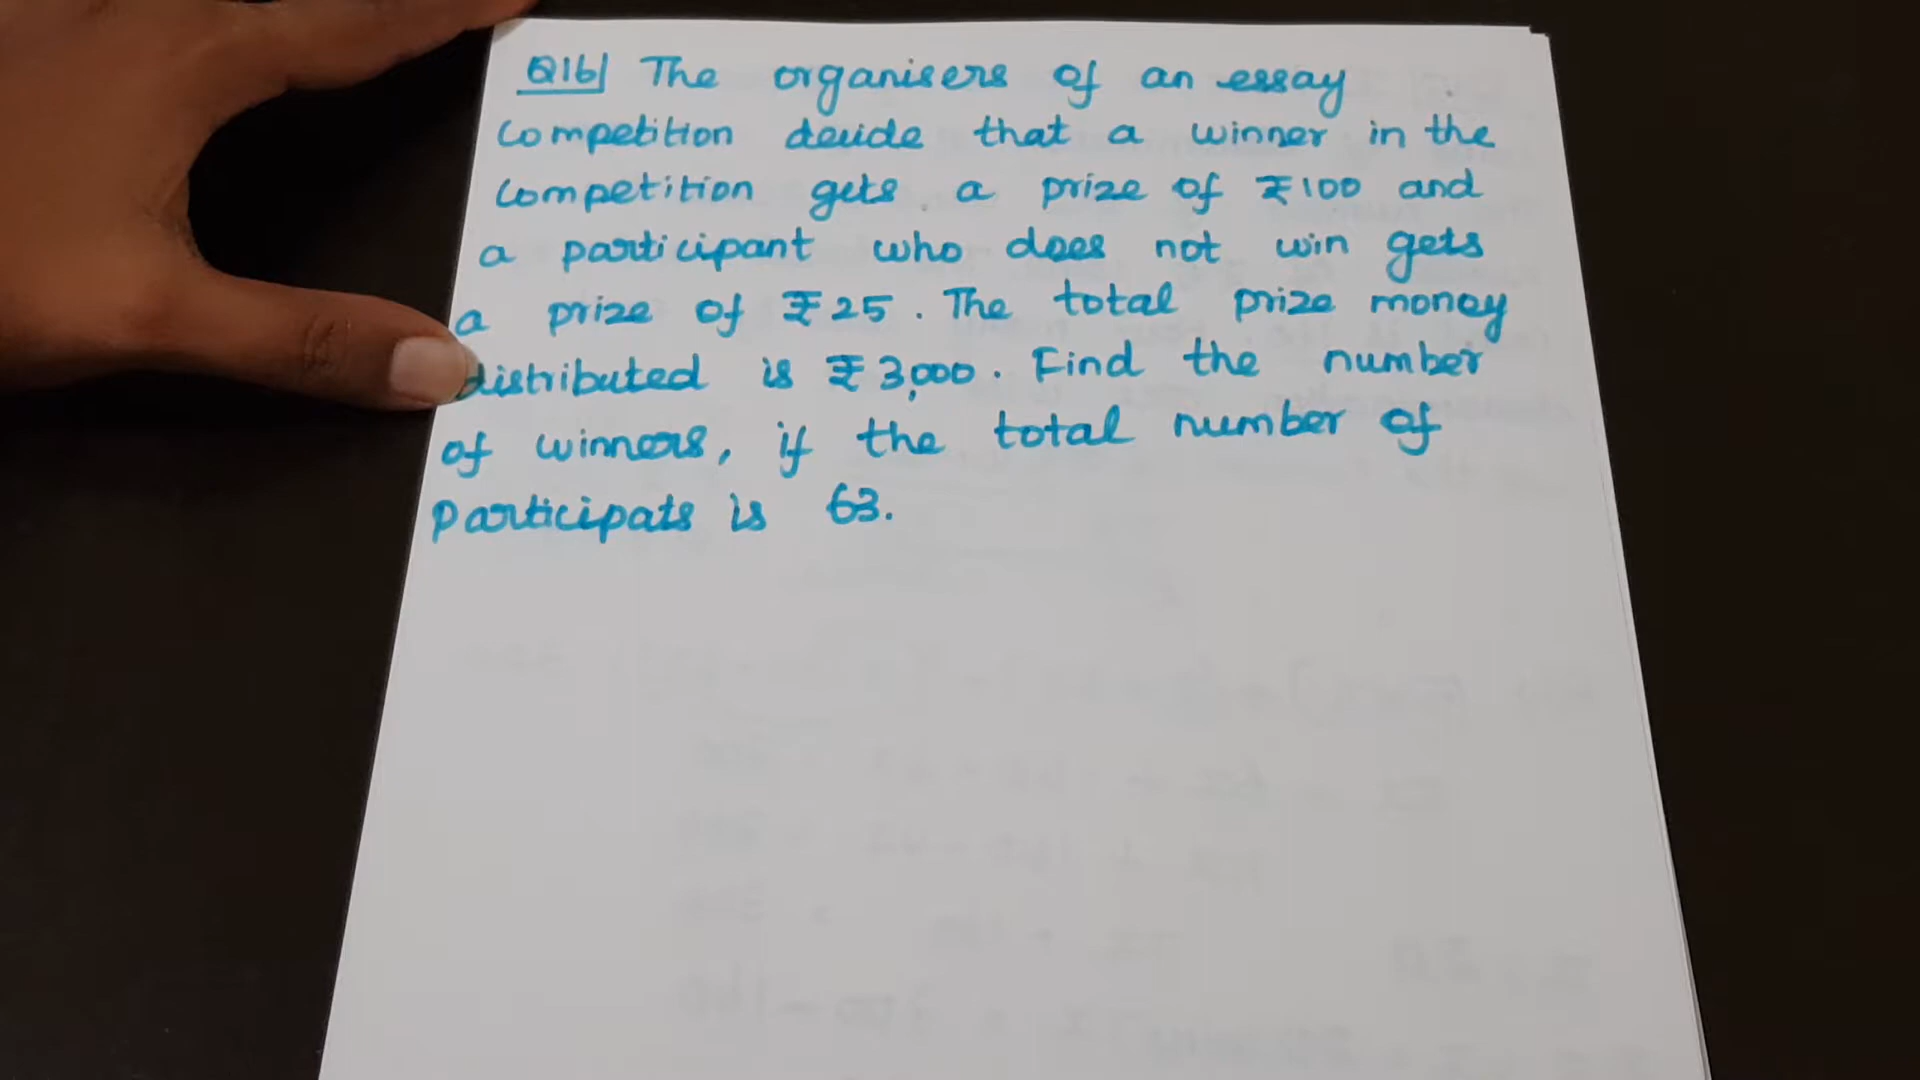 Q16| The organisers of an essay
competition decide that a winner in the
competition gets a prize of ₹100 and
a participant who does not win gets
a prize of ₹25. The total prize money
distributed is ₹3,000. Find the number
of winners, if the total number of
participats is 63.